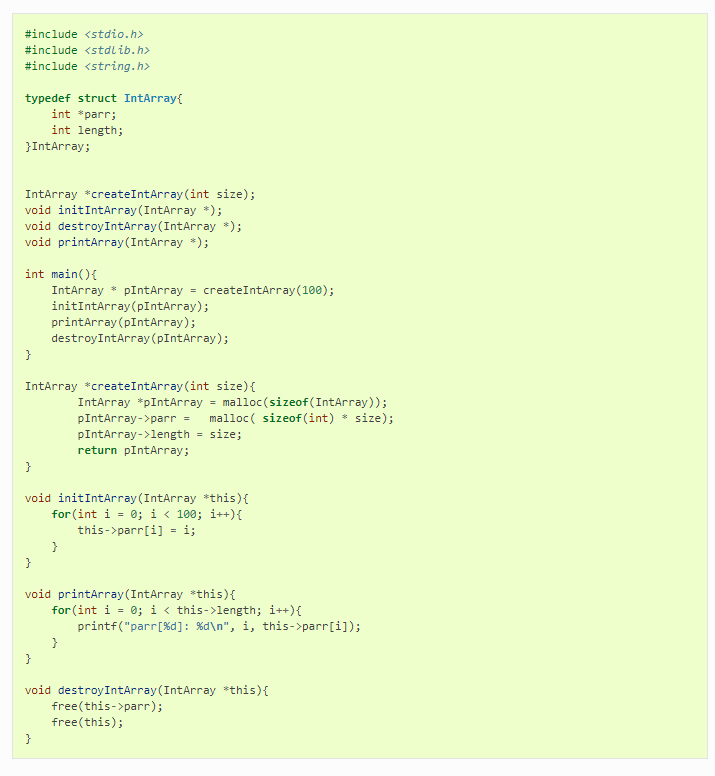 #include <stdio.h>
#include <stdlib.h>
#include <string.h>
typedef struct IntArray{
    int *parr;
    int length;
}IntArray;
IntArray *createIntArray(int size);
void initIntArray(IntArray *);
void destroyIntArray(IntArray *);
void printArray(IntArray *);
int main(){
    IntArray * pIntArray = createIntArray(100);
    initIntArray(pIntArray);
    printArray(pIntArray);
    destroyIntArray(pIntArray);
}
IntArray *createIntArray(int size){
        IntArray *pIntArray = malloc(sizeof(IntArray));
        pIntArray->parr =   malloc( sizeof(int) * size);
        pIntArray->length = size;
        return pIntArray;
}
void initIntArray(IntArray *this){
    for(int i = 0; i < 100; i++){
        this->parr[i] = i;
    }
}
void printArray(IntArray *this){
    for(int i = 0; i < this->length; i++){
        printf("parr[%d]: %d\n", i, this->parr[i]);
    }
}
void destroyIntArray(IntArray *this){
    free(this->parr);
    free(this);
}